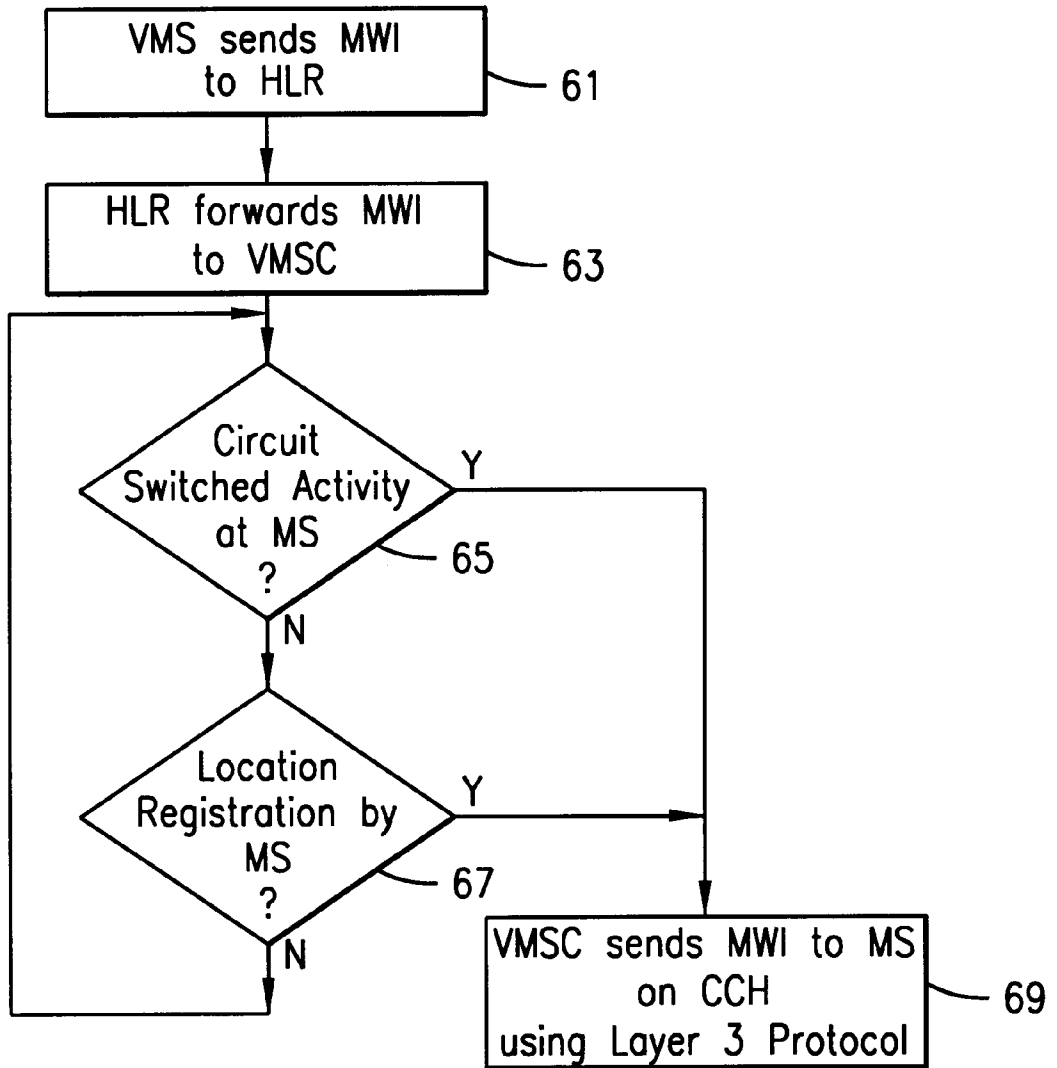 VMS sends MWI
to HLR
61
HLR forwards MWI
to VMSC
63
Circuit
Switched Activity
at MS
?
Y
65
N
Location
Registration by
MS
?
Y
67
N
VMSC sends MWI to MS
on CCH
using Layer 3 Protocol
69